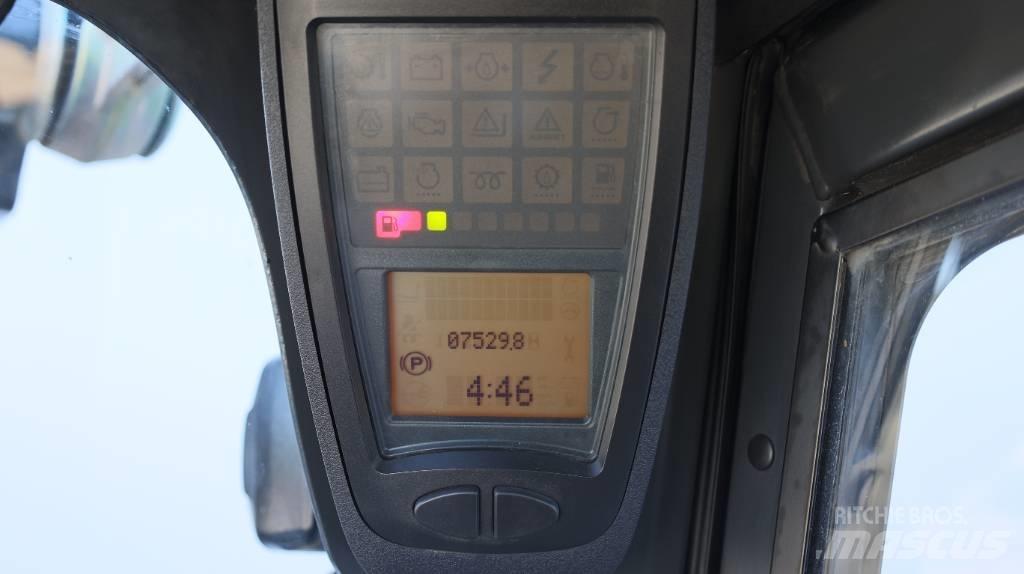 07529.8
P
4:46
RITCHIE BROS.
MASCUS